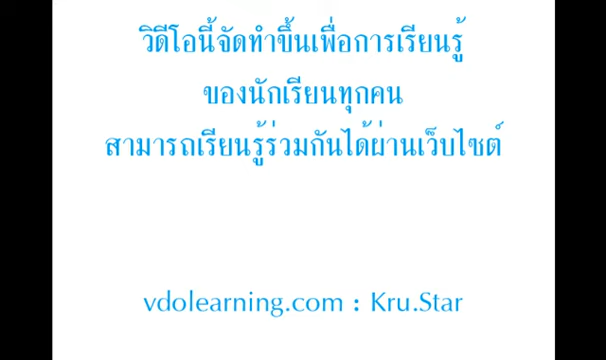 วิดีโอนี้จัดทำขึ้นเพื่อการเรียนรู้
ของนักเรียนทุกคน
สามารถเรียนรู้ร่วมกันได้ผ่านเว็บไซต์
vdolearning.com : Kru.Star